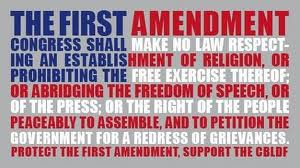 THE FIRST AMENDMENT
CONGRESS SHALL MAKE NO LAW RESPECT-
ING AN ESTABLISHMENT OF RELIGION, OR
PROHIBITING THE FREE EXERCISE THEREOF;
OR ABRIDGING THE FREEDOM OF SPEECH, OR
OF THE PRESS; OR THE RIGHT OF THE PEOPLE
PEACEABLY TO ASSEMBLE, AND TO PETITION THE
GOVERNMENT FOR A REDRESS OF GRIEVANCES.
PROTECT THE FIRST AMENDMENT, SUPPORT THE CBLDF